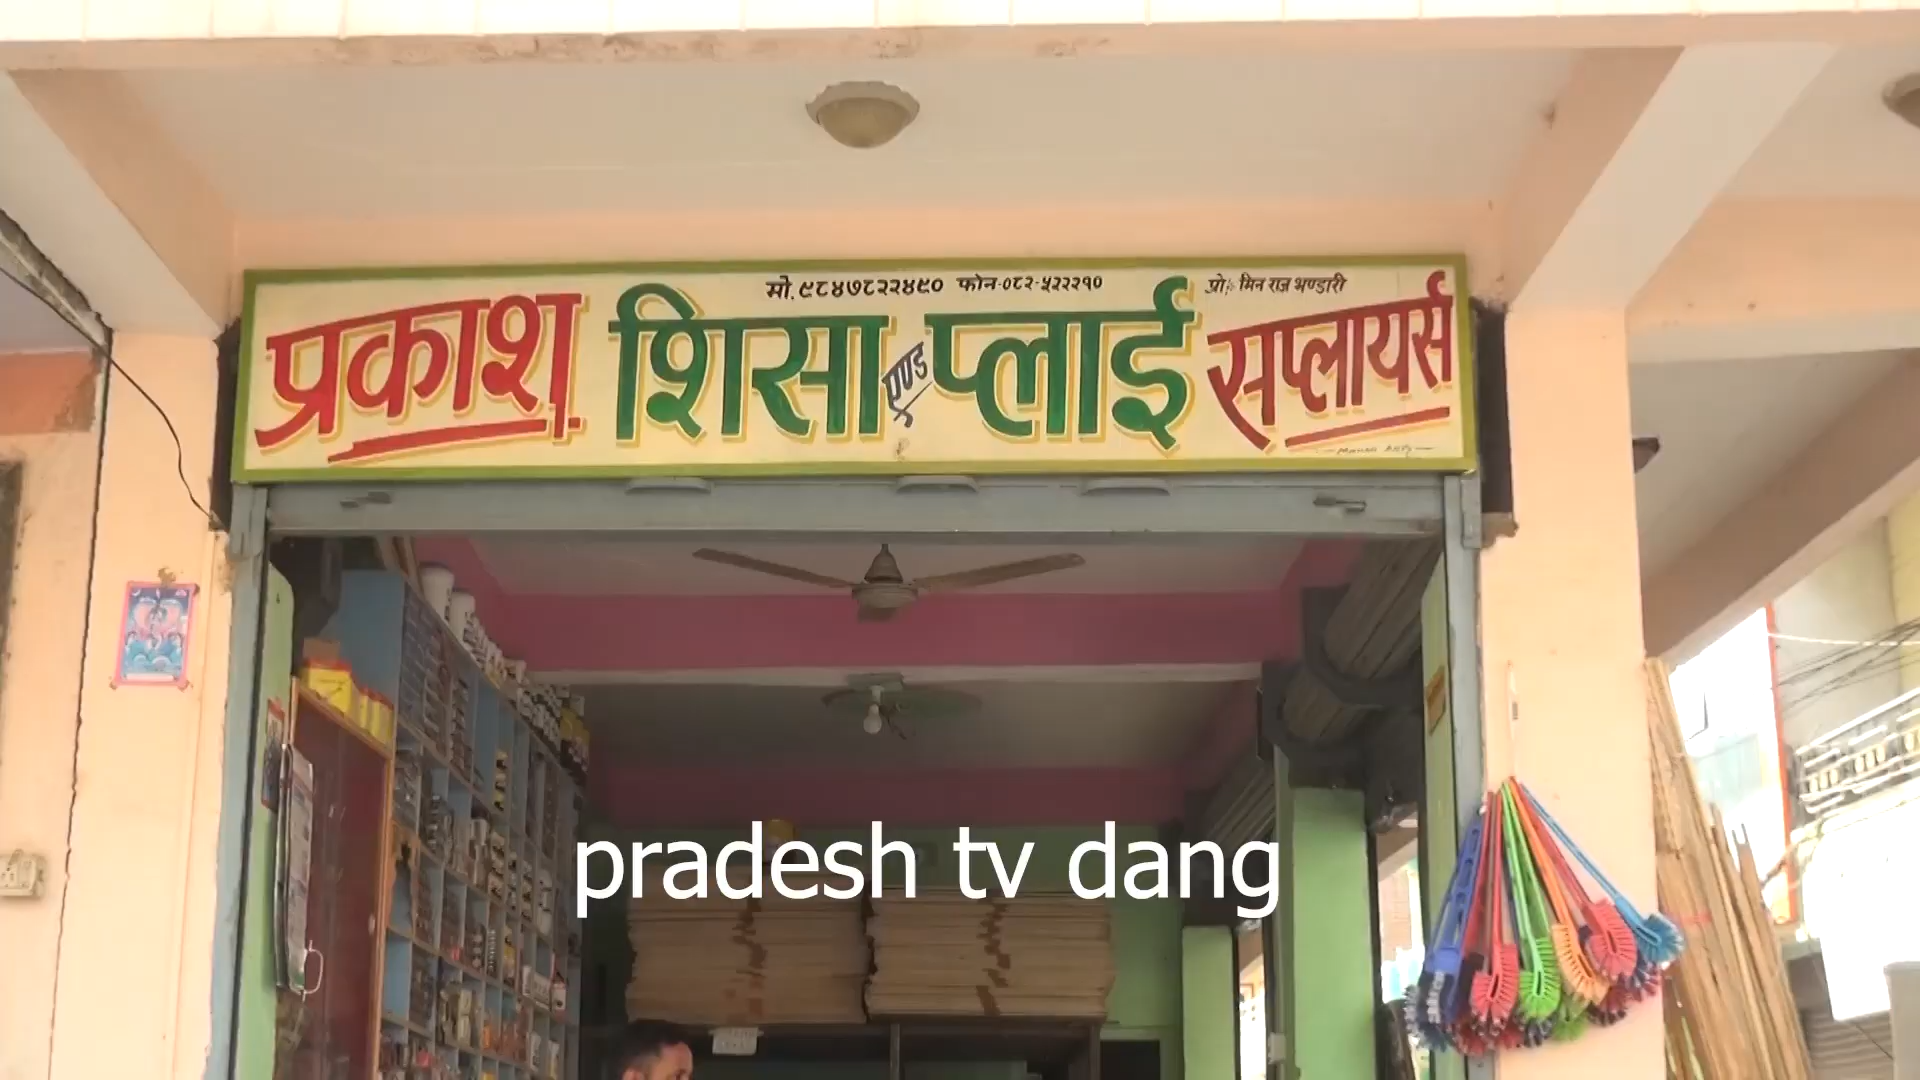 मो. ९८४७८२२४९० फोन-०८२-५२२२१० प्रो. मिन राज भण्डारी
प्रकाश शिसा एण्ड प्लाई सप्लायर्स
pradesh tv dang